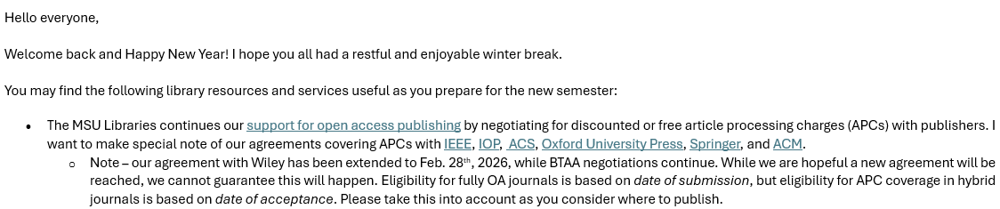 Hello everyone,
Welcome back and Happy New Year! I hope you all had a restful and enjoyable winter break.
You may find the following library resources and services useful as you prepare for the new semester:
• The MSU Libraries continues our support for open access publishing by negotiating for discounted or free article processing charges (APCs) with publishers. I
want to make special note of our agreements covering APCs with IEEE, IOP, ACS, Oxford University Press, Springer, and ACM.
o Note – our agreement with Wiley has been extended to Feb. 28th, 2026, while BTAA negotiations continue. While we are hopeful a new agreement will be
reached, we cannot guarantee this will happen. Eligibility for fully OA journals is based on date of submission, but eligibility for APC coverage in hybrid
journals is based on date of acceptance. Please take this into account as you consider where to publish.